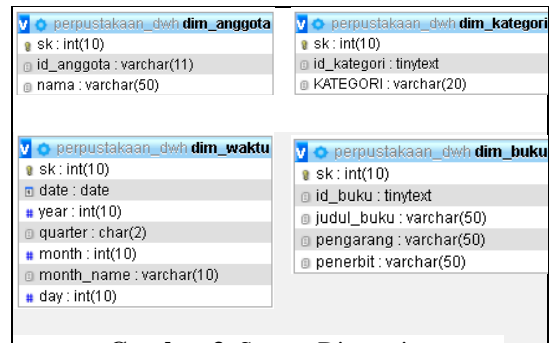 perpustakaan_dwh dim_anggota
sk : int(10)
id_anggota : varchar(11)
nama : varchar(50)
perpustakaan_dwh dim_kategori
sk : int(10)
id_kategori : tinytext
KATEGORI : varchar(20)
perpustakaan_dwh dim_waktu
sk : int(10)
date : date
year : int(10)
quarter : char(2)
month : int(10)
month_name : varchar(10)
day : int(10)
perpustakaan_dwh dim_buku
sk : int(10)
id_buku : tinytext
judul_buku : varchar(50)
pengarang : varchar(50)
penerbit : varchar(50)